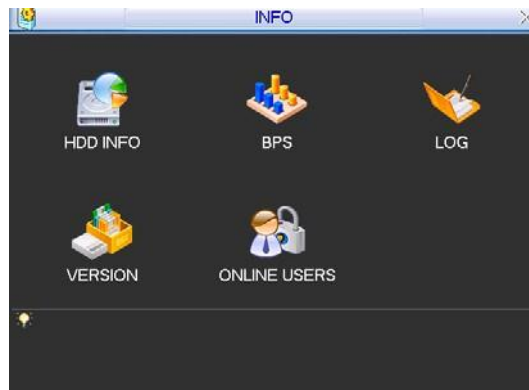 INFO
HDD INFO
BPS
LOG
VERSION
ONLINE USERS